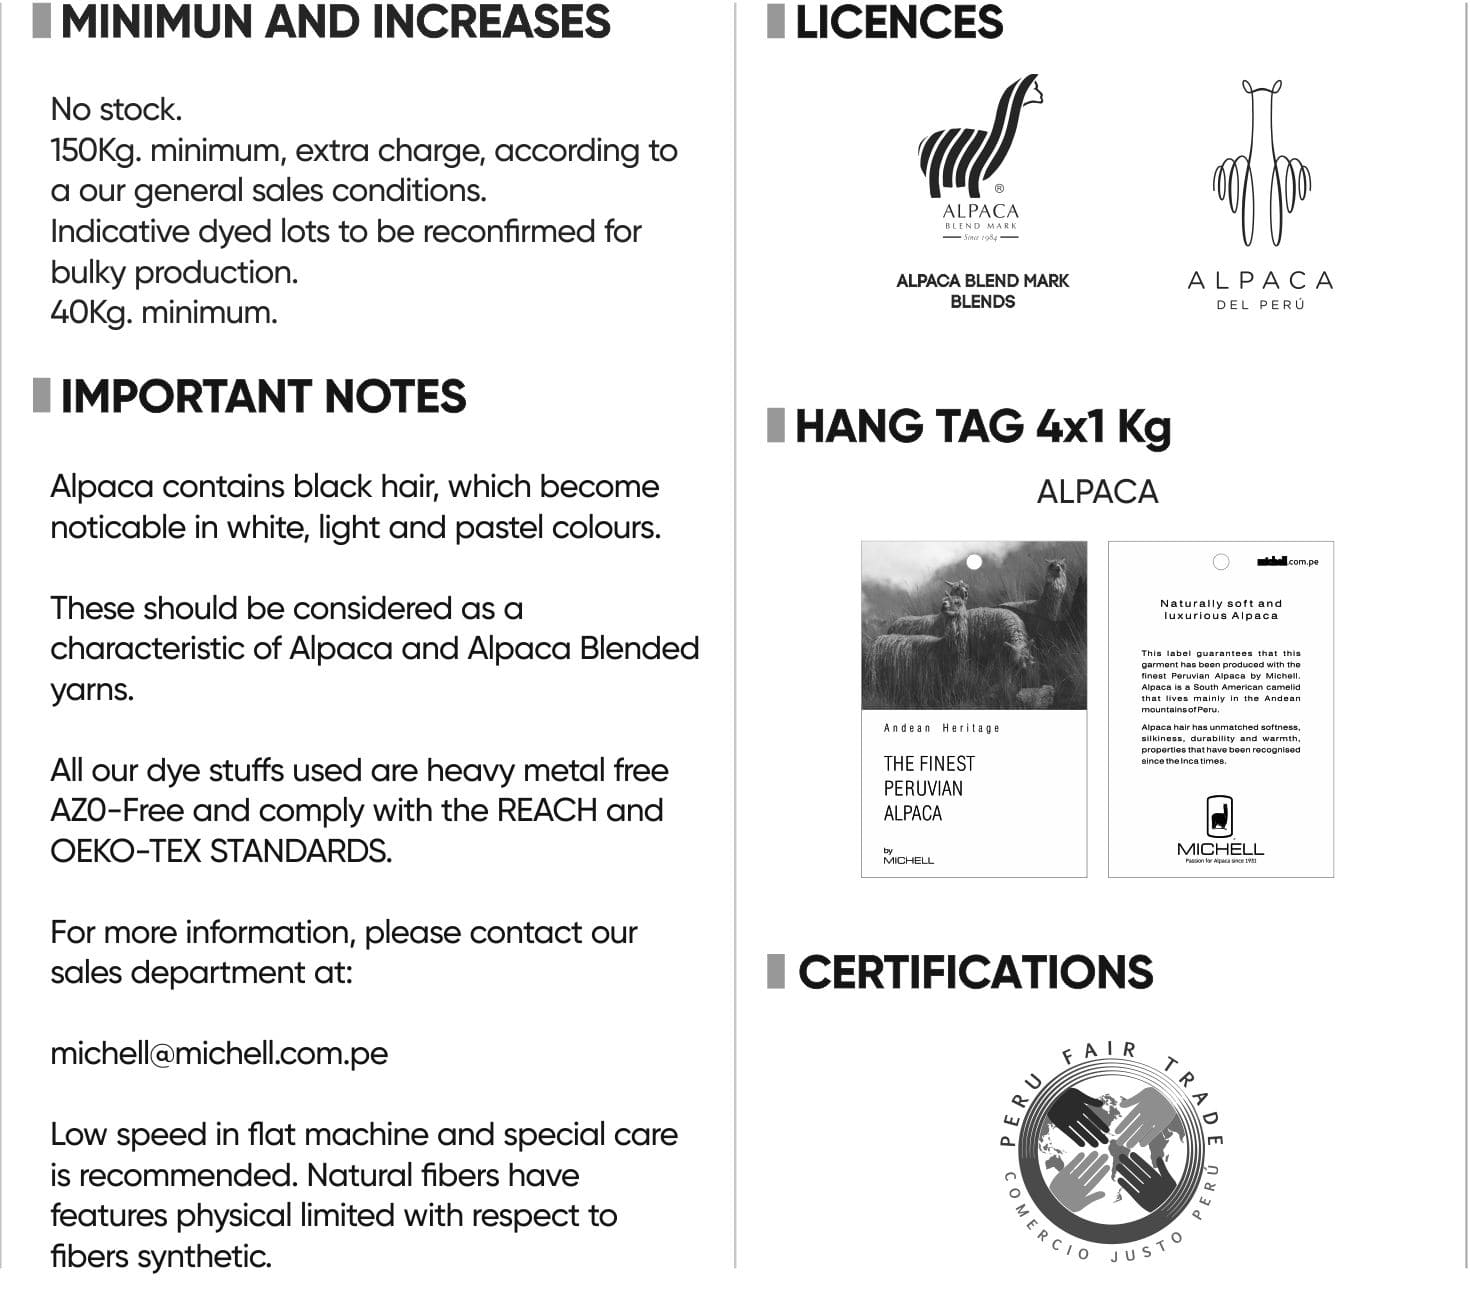 MINIMUN AND INCREASES
No stock.
150Kg. minimum, extra charge, according to
a our general sales conditions.
Indicative dyed lots to be reconfirmed for
bulky production.
40Kg. minimum.
IMPORTANT NOTES
Alpaca contains black hair, which become
noticable in white, light and pastel colours.
These should be considered as a
characteristic of Alpaca and Alpaca Blended
yarns.
All our dye stuffs used are heavy metal free
AZ0-Free and comply with the REACH and
OEKO-TEX STANDARDS.
For more information, please contact our
sales department at:
michell@michell.com.pe
Low speed in flat machine and special care
is recommended. Natural fibers have
features physical limited with respect to
fibers synthetic.
LICENCES
®
ALPACA
BLEND MARK
Since 1984
ALPACA BLEND MARK
BLENDS
ALPACA
DEL PERÚ
HANG TAG 4x1 Kg
ALPACA
Andean Heritage
THE FINEST
PERUVIAN
ALPACA
by
MICHELL
michell.com.pe
Naturally soft and
luxurious Alpaca
This label guarantees that this
garment has been produced with the
finest Peruvian Alpaca by Michell.
Alpaca is a South American camelid
that lives mainly in the Andean
mountains of Peru.
Alpaca hair has unmatched softness,
silkiness, durability and warmth,
properties that have been recognised
since the Inca times.
MICHELL
Passion for Alpaca since 1931
CERTIFICATIONS
PERU FAIR TRADE
COMERCIO JUSTO PERÚ